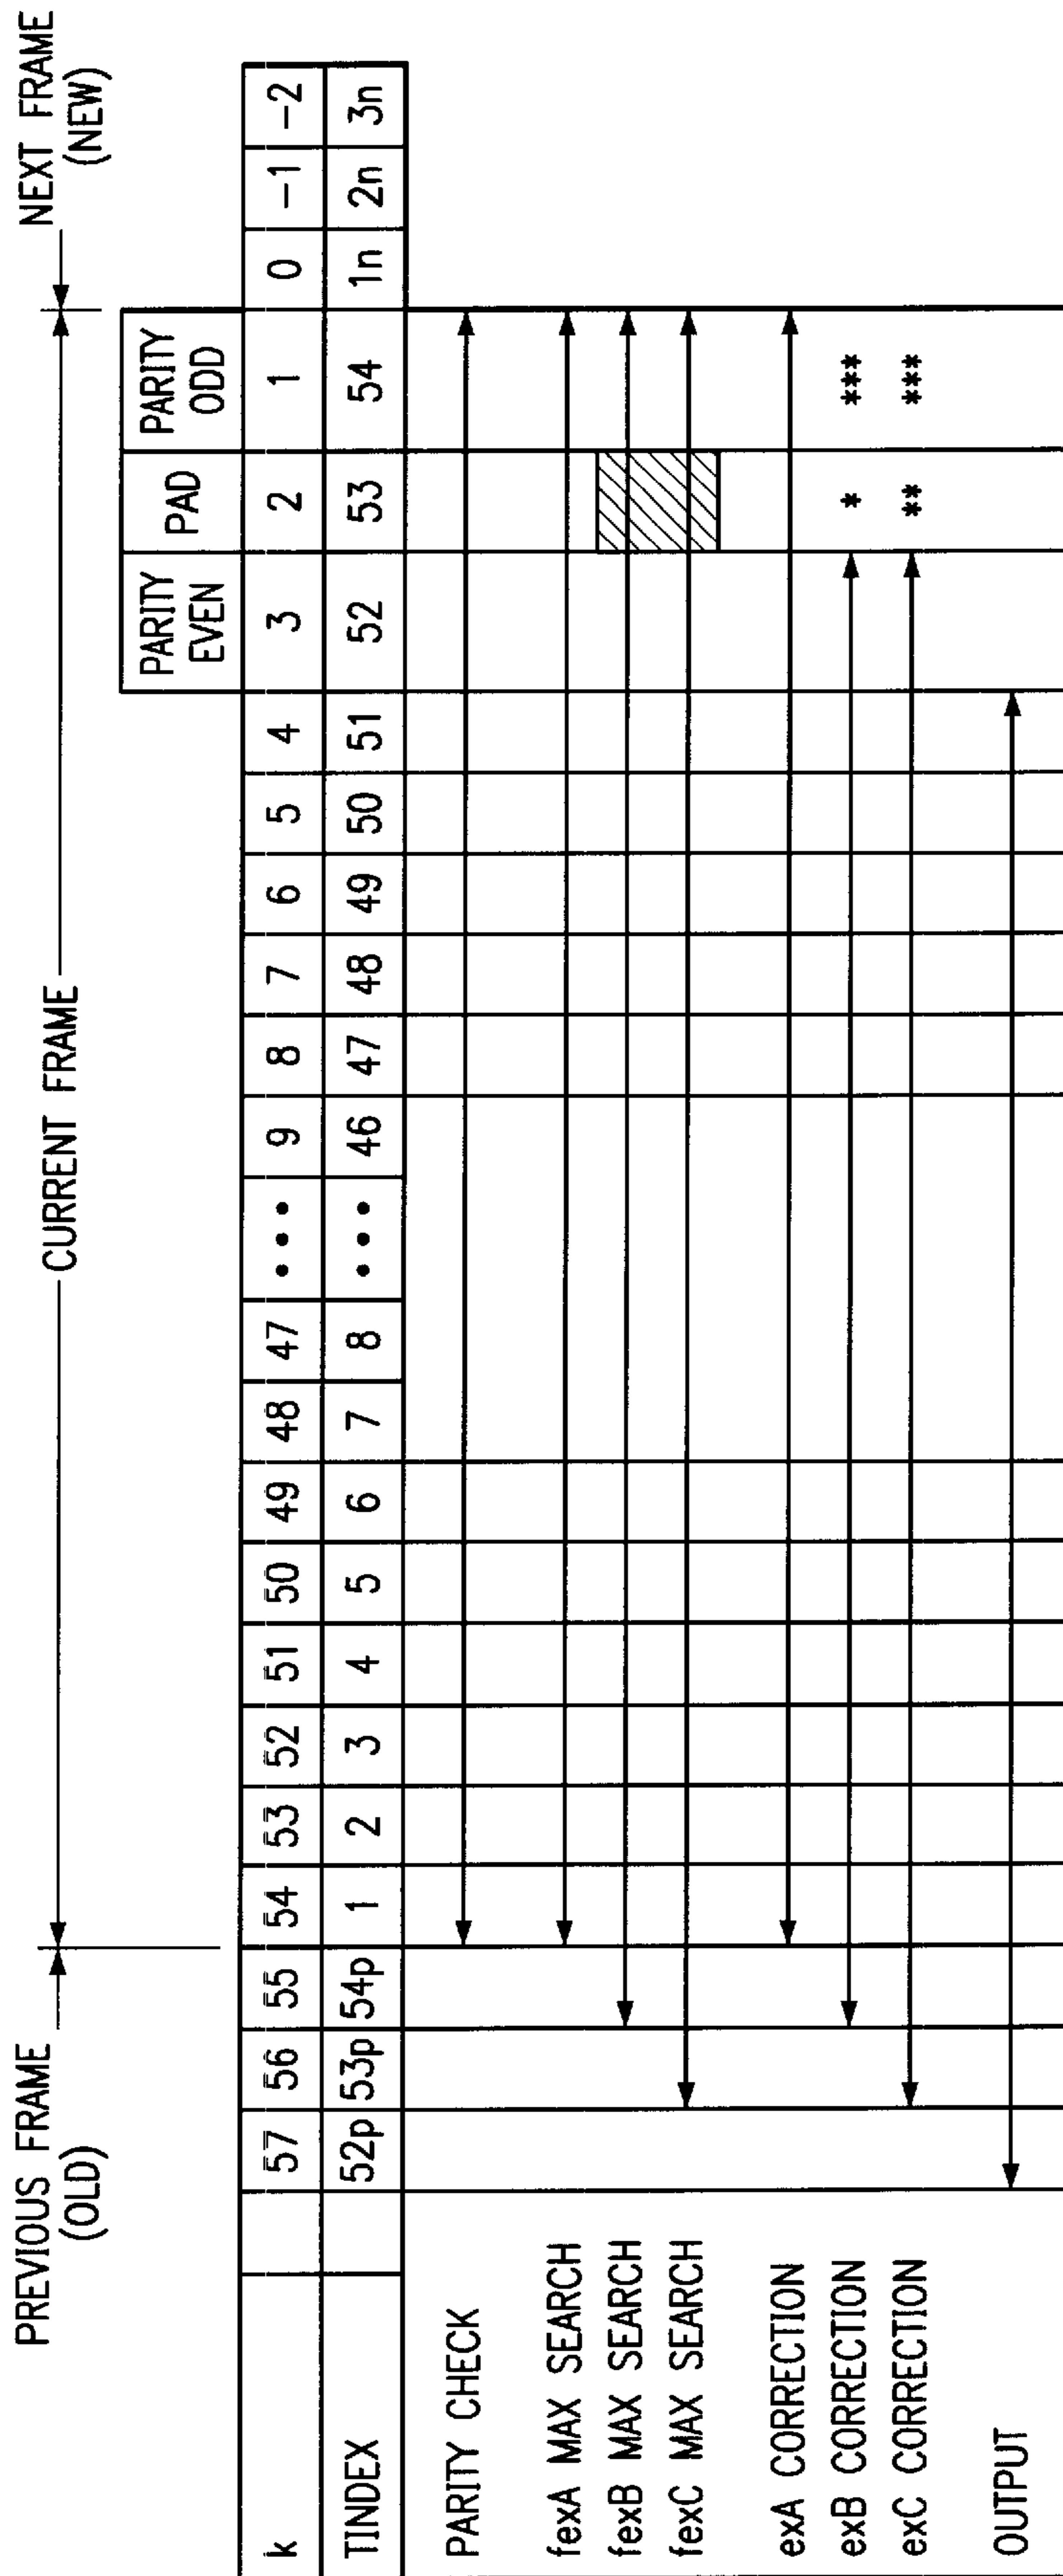 PREVIOUS FRAME
(OLD)
CURRENT FRAME
NEXT FRAME
(NEW)
PARITY
EVEN
PAD
PARITY
ODD
k 57 56 55 54 53 52 51 50 49 48 47 ••• 9 8 7 6 5 4 3 2 1 0 −1 −2
TINDEX 52p 53p 54p 1 2 3 4 5 6 7 8 ••• 46 47 48 49 50 51 52 53 54 1n 2n 3n
PARITY CHECK
fexA MAX SEARCH
fexB MAX SEARCH
fexC MAX SEARCH
exA CORRECTION
exB CORRECTION * ***
exC CORRECTION ** ***
OUTPUT